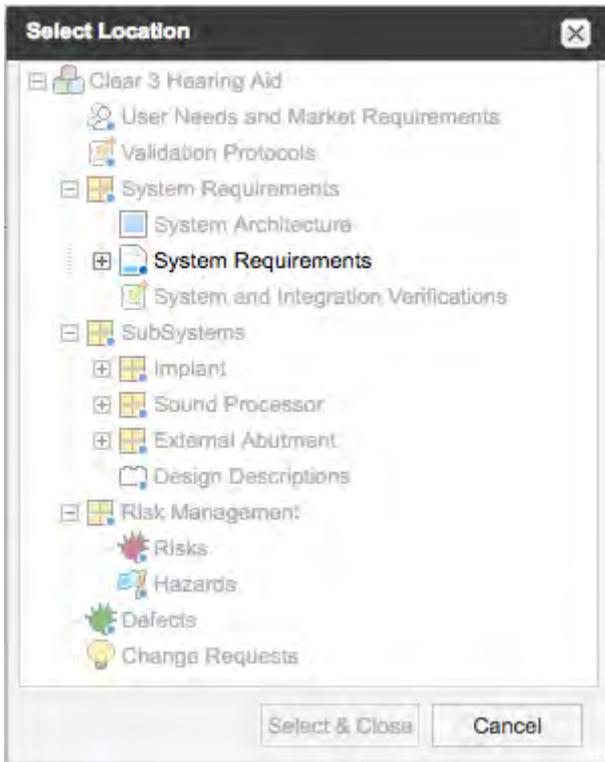 Select Location
Clear 3 Hearing Aid
User Needs and Market Requirements
Validation Protocols
System Requirements
System Architecture
System Requirements
System and Integration Verifications
SubSystems
Implant
Sound Processor
External Abutment
Design Descriptions
Risk Management
Risks
Hazards
Defects
Change Requests
Select & Close Cancel